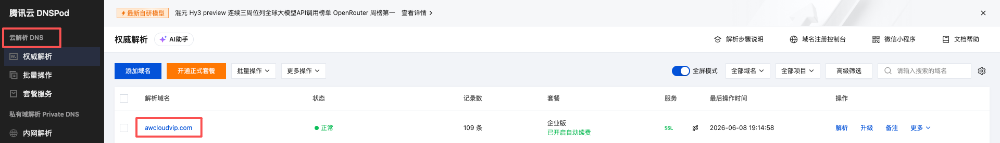 腾讯云 DNSPod
云解析 DNS
权威解析
批量操作
套餐服务
私有域解析 Private DNS
内网解析
最新自研模型 混元 Hy3 preview 连续三周位列全球大模型API调用榜单 OpenRouter 周榜第一 查看详情
权威解析 AI助手 解析步骤说明 域名注册控制台 微信小程序 文档帮助
添加域名 开通正式套餐 批量操作 更多操作 全屏模式 全部域名 全部项目 高级筛选 请输入搜索的域名
解析域名 状态 记录数 套餐 服务 最后操作时间 操作
awcloudvip.com 正常 109 条 企业版 SSL 2026-06-08 19:14:58 解析 升级 备注 更多
已开启自动续费